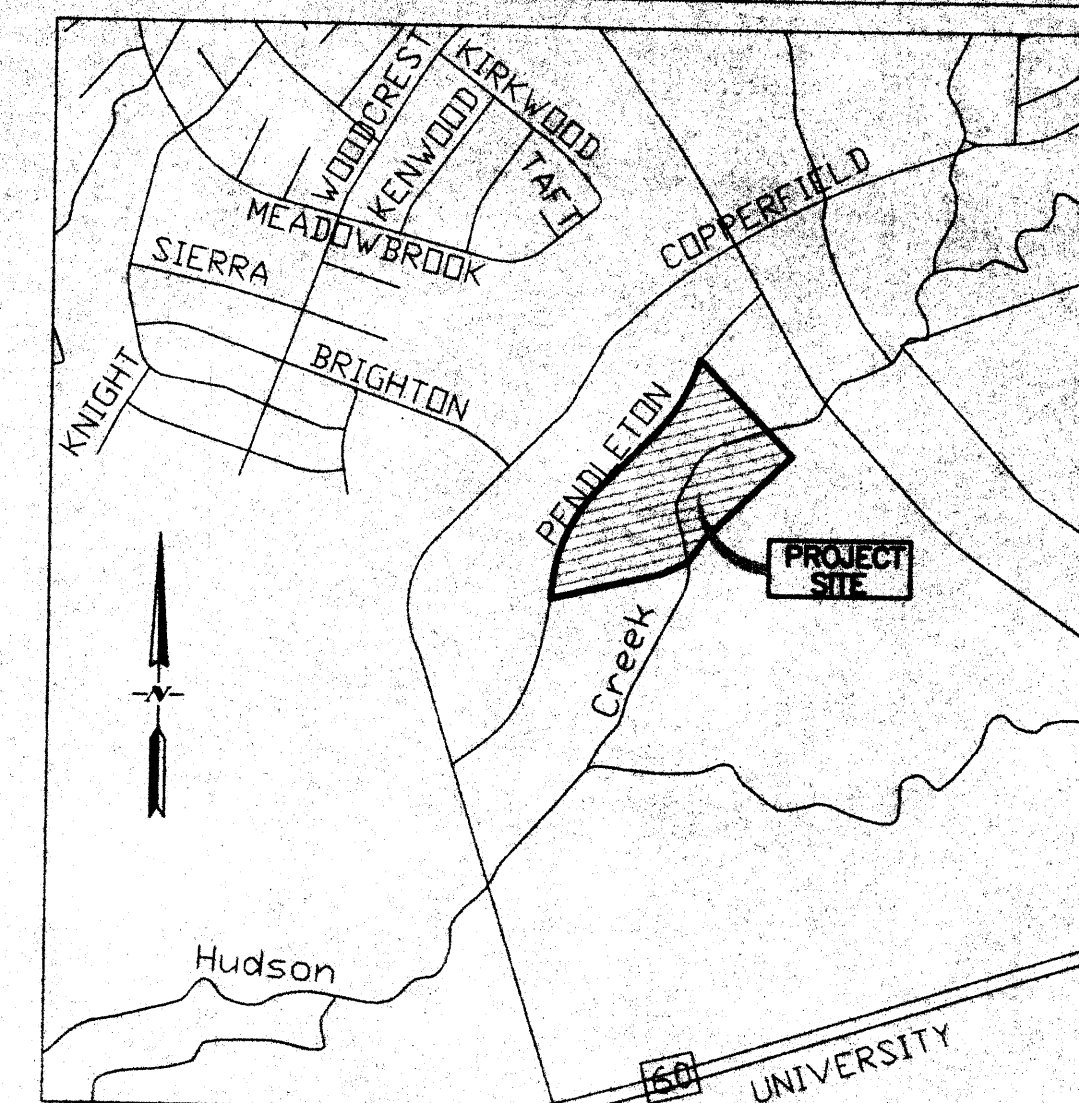 WOODCREST
KIRKWOOD
KENWOOD
TAFT
MEADOWBROOK
COPPERFIELD
SIERRA
BRIGHTON
KNIGHT
PENDLETON
PROJECT
SITE
Creek
N
Hudson
60
UNIVERSITY